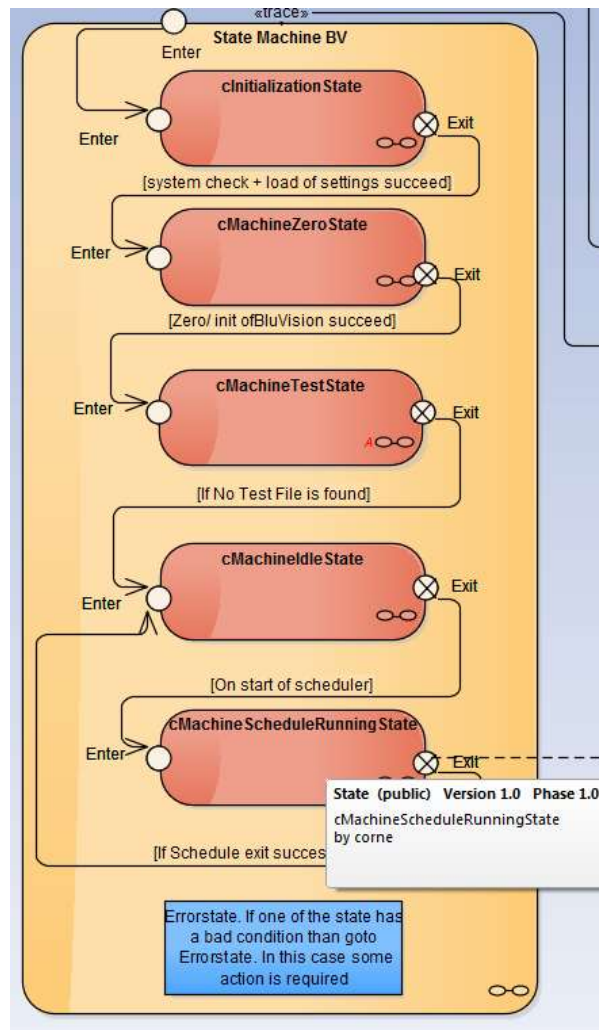 «trace»
Enter
State Machine BV
cInitializationState
Enter
Exit
[system check + load of settings succeed]
cMachineZeroState
Enter
Exit
[Zero/ init ofBluVision succeed]
cMachineTestState
Enter
Exit
A
[If No Test File is found]
cMachineIdleState
Enter
Exit
[On start of scheduler]
cMachineScheduleRunningState
Enter
Exit
State (public) Version 1.0 Phase 1.0
cMachineScheduleRunningState
by corne
[If Schedule exit
Errorstate. If one of the state has
a bad condition than goto
Errorstate. In this case some
action is required